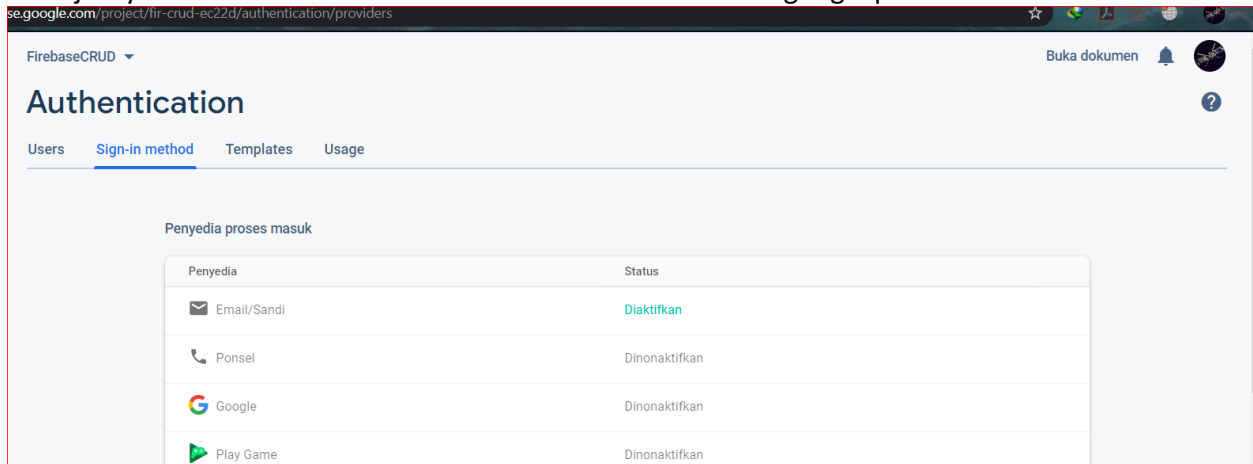 se.google.com/project/fir-crud-ec22d/authentication/providers
FirebaseCRUD
Buka dokumen
Authentication
?
Users Sign-in method Templates Usage
Penyedia proses masuk
Penyedia Status
Email/Sandi Diaktifkan
Ponsel Dinonaktifkan
Google Dinonaktifkan
Play Game Dinonaktifkan